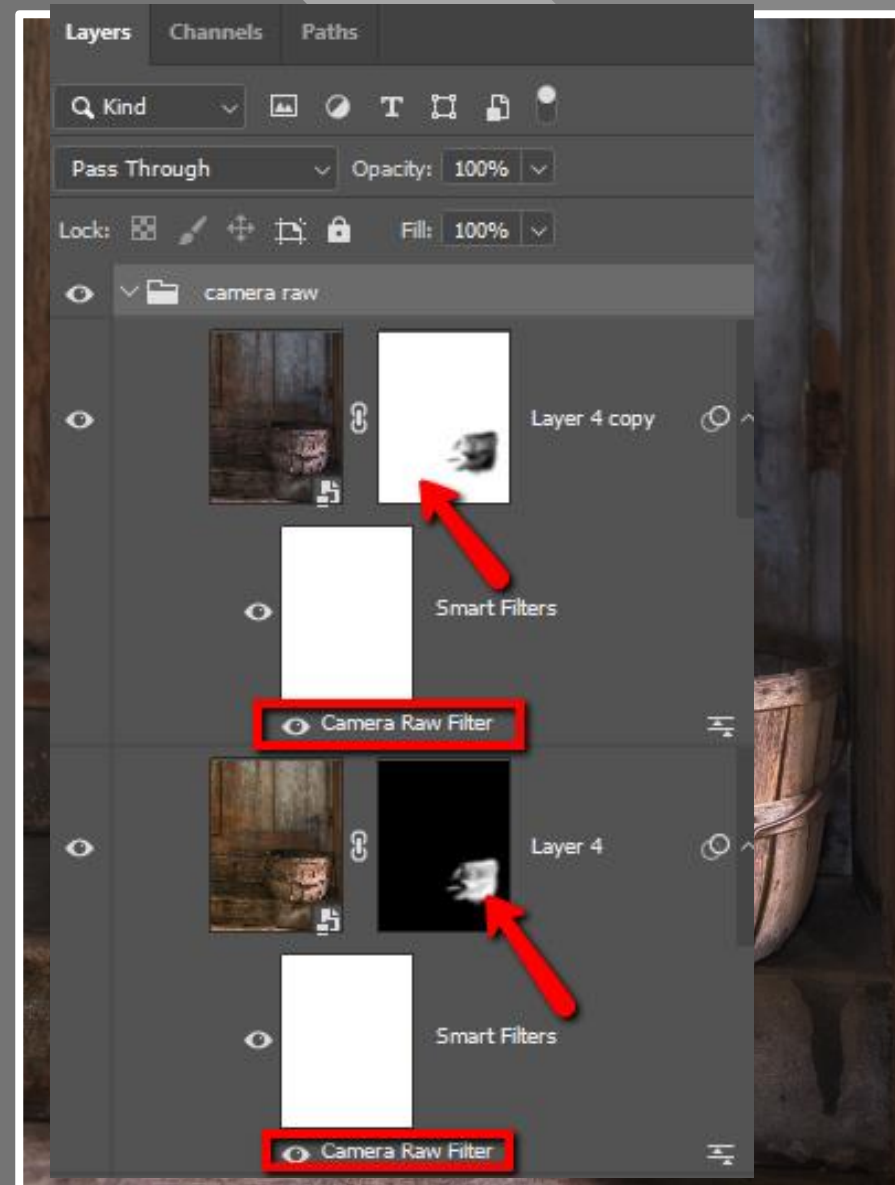 Layers Channels Paths
Kind
Pass Through Opacity: 100%
Lock: Fill: 100%
camera raw
Layer 4 copy
Smart Filters
Camera Raw Filter
Layer 4
Smart Filters
Camera Raw Filter